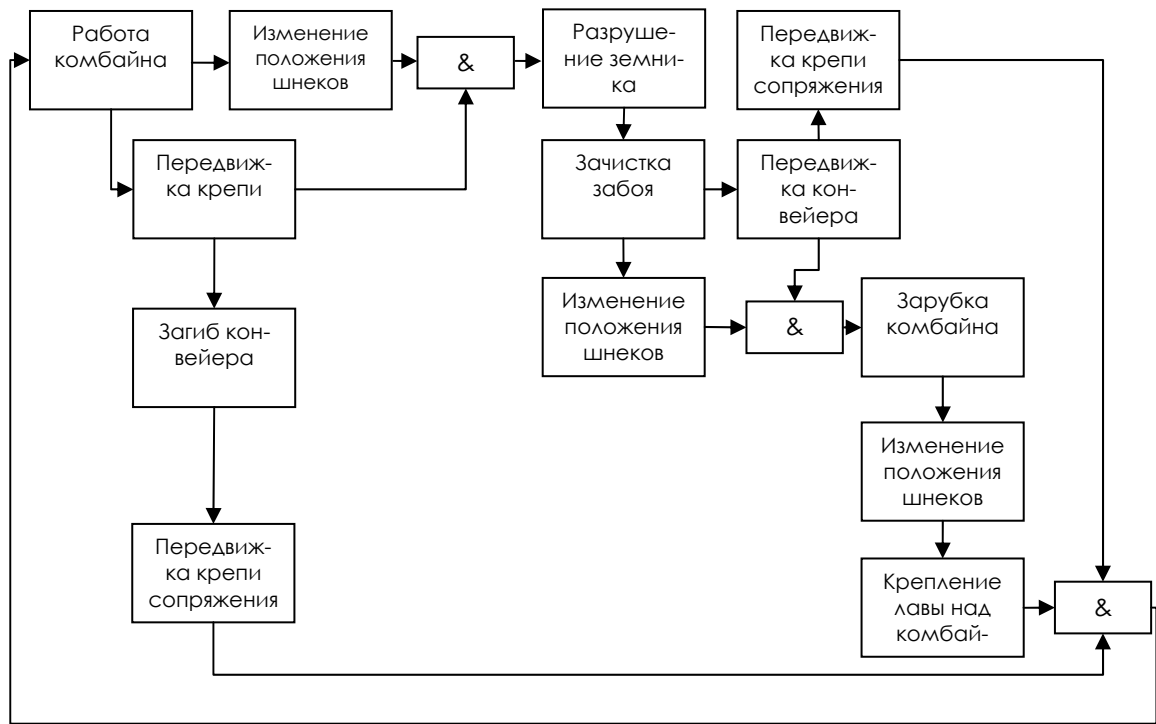 Работа
комбайна
Изменение
положения
шнеков
&
Разруше-
ние земни-
ка
Передвиж-
ка крепи
сопряжения
Передвиж-
ка крепи
Зачистка
забоя
Передвиж-
ка кон-
вейера
Загиб кон-
вейера
Изменение
положения
шнеков
&
Зарубка
комбайна
Изменение
положения
шнеков
Передвиж-
ка крепи
сопряжения
Крепление
лавы над
комбай-
&